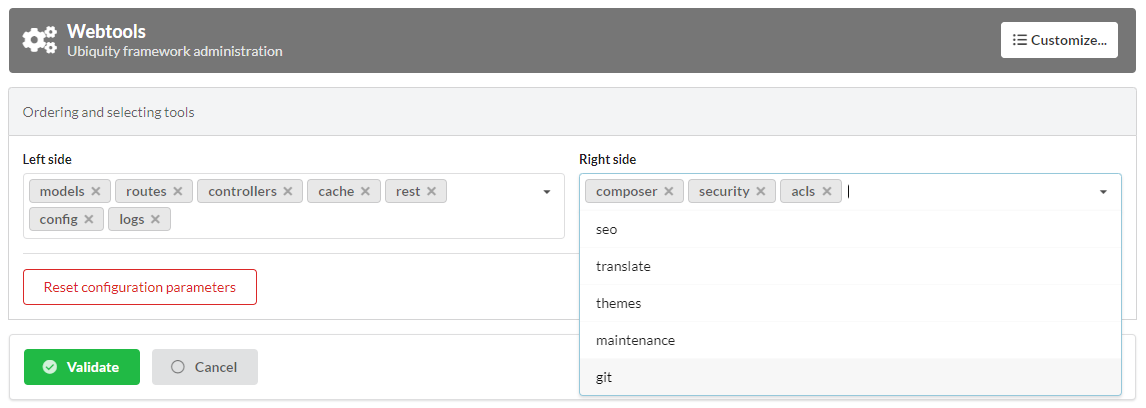 Webtools
Ubiquity framework administration
Customize...
Ordering and selecting tools
Left side
models routes controllers cache rest
config logs
Right side
composer security acls
seo
translate
themes
maintenance
git
Reset configuration parameters
Validate
Cancel